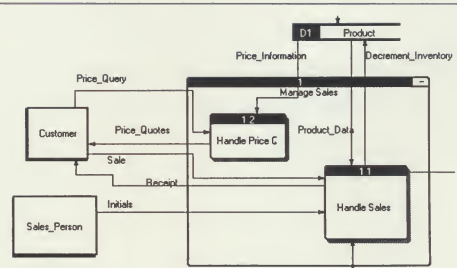 D1 Product
Price_Information
Decrement_Inventory
1
Price_Query
Manage Sales
1.2
Customer
Price_Quotes
Handle Price Q
Product_Data
Sale
1.1
Receipt
Initials
Handle Sales
Sales_Person